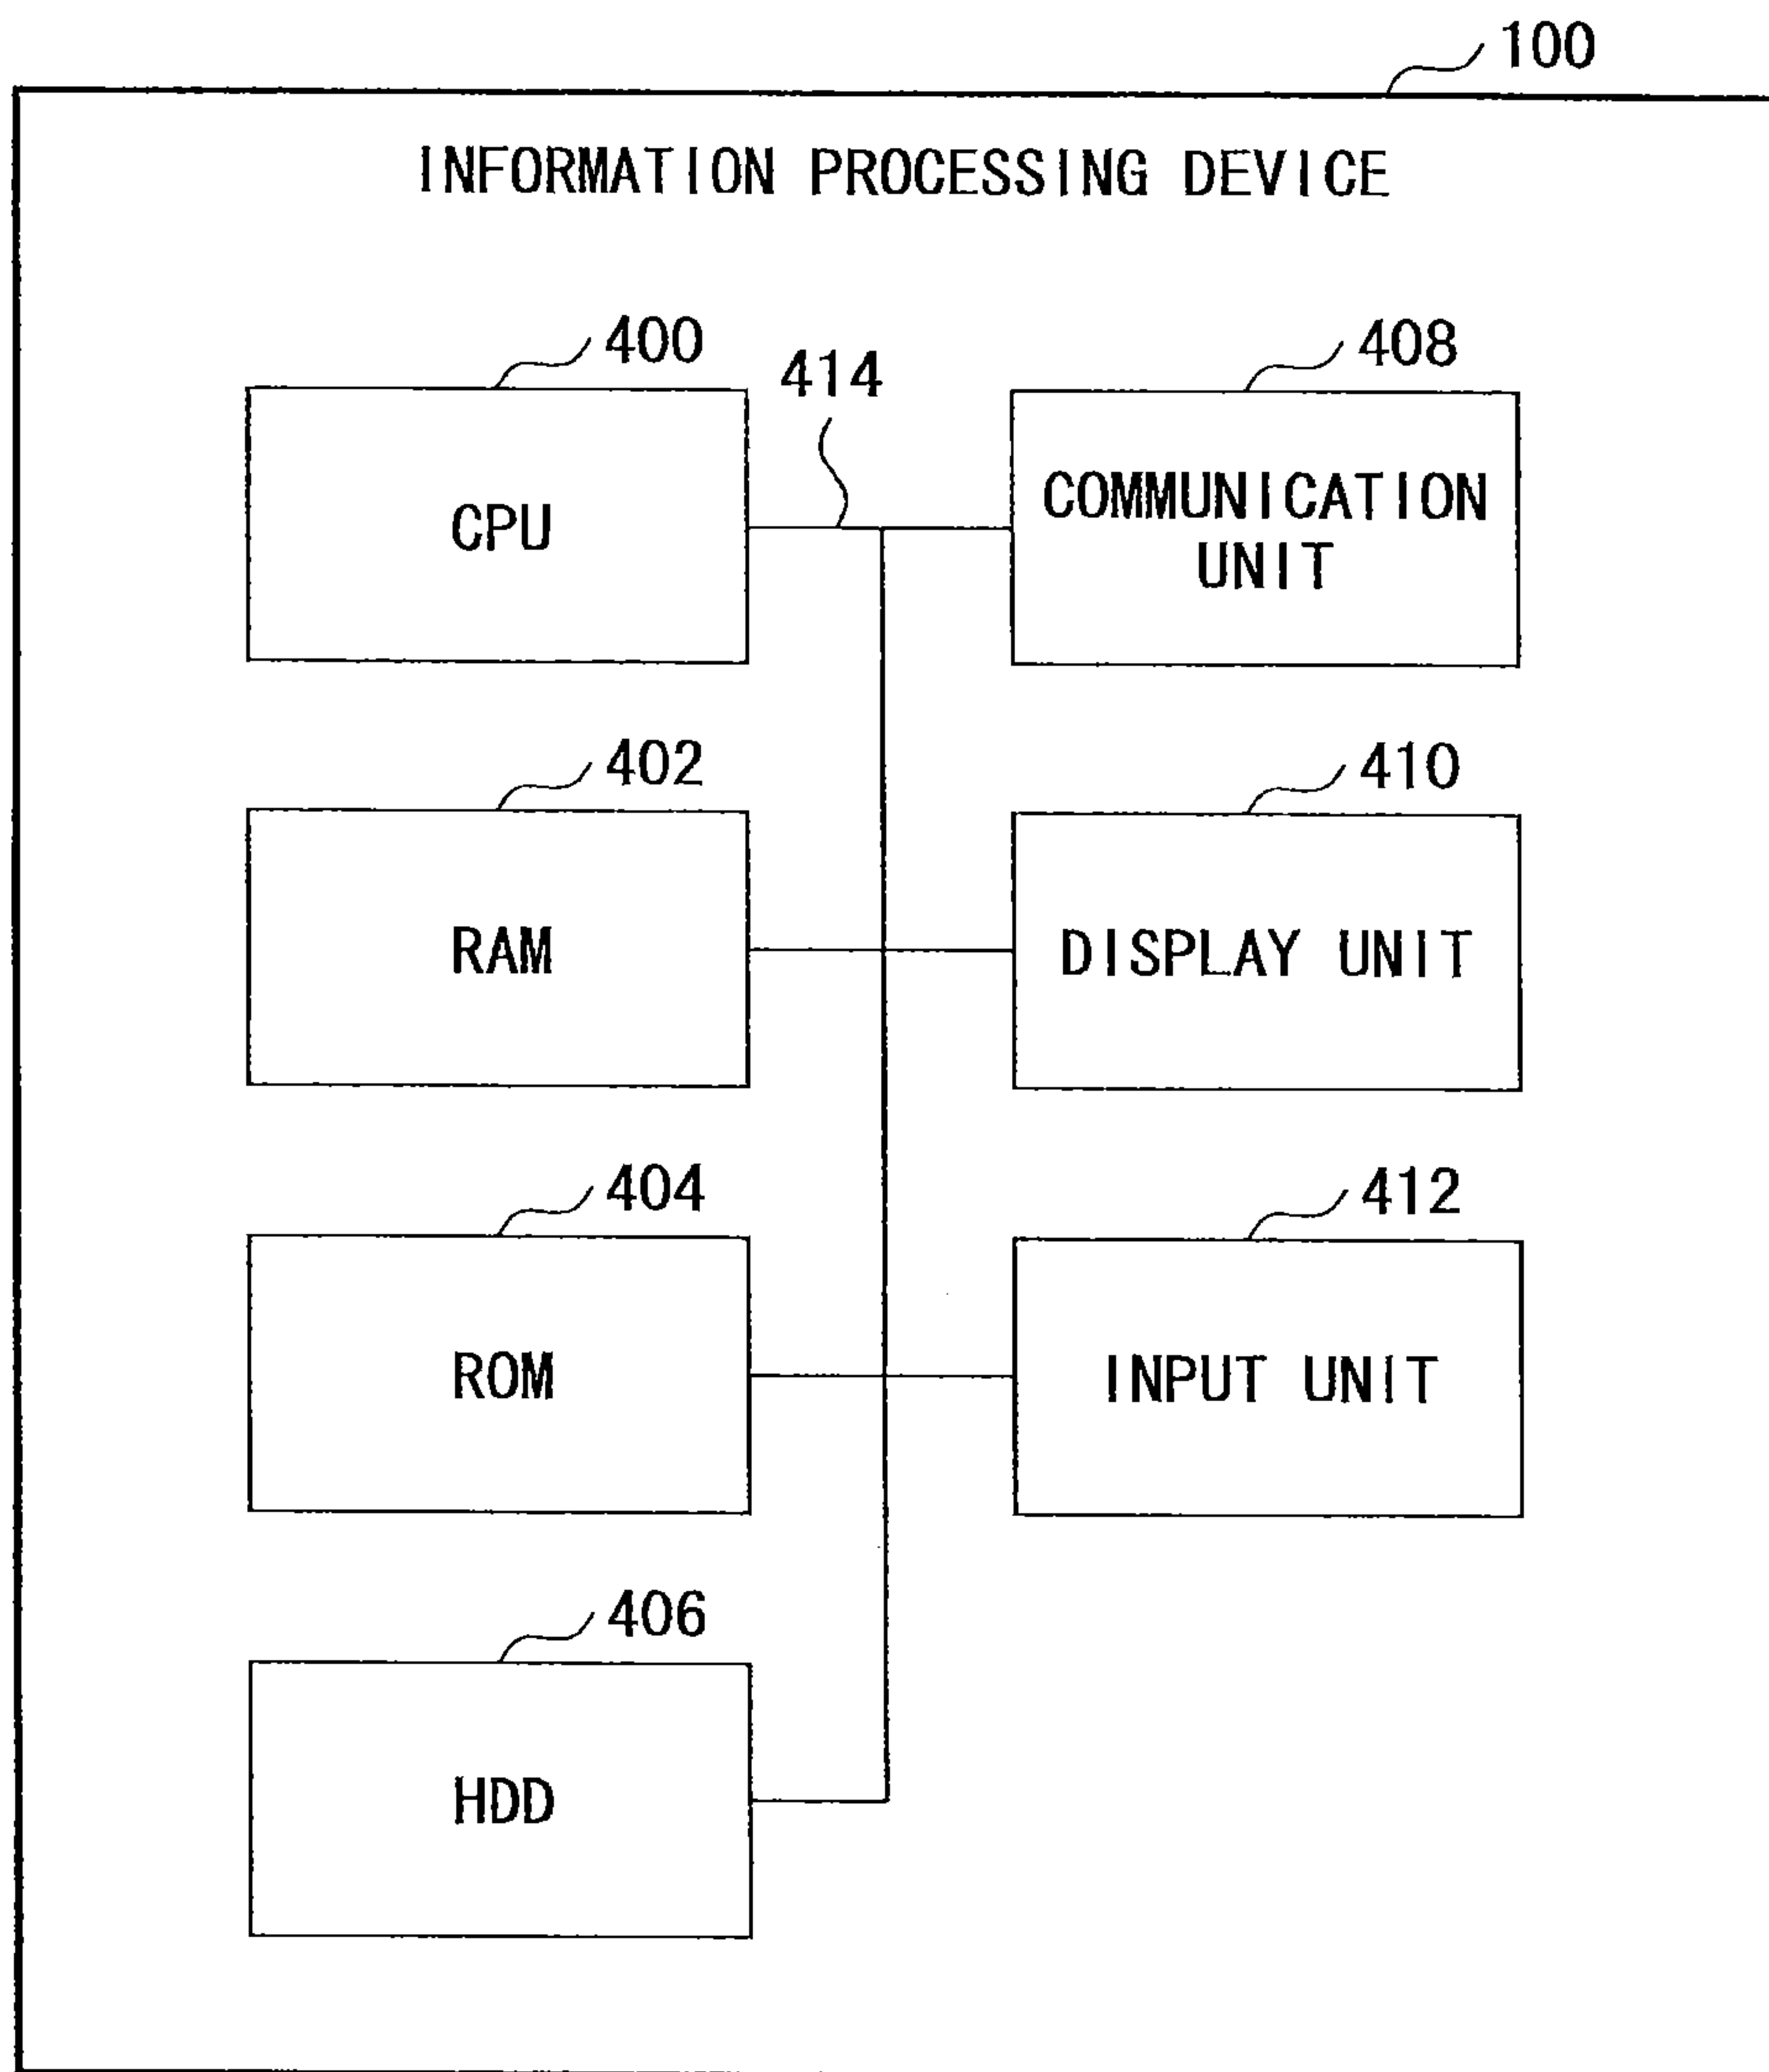 100
INFORMATION PROCESSING DEVICE
400
414
408
CPU
COMMUNICATION
UNIT
402
410
RAM
DISPLAY UNIT
404
412
ROM
INPUT UNIT
406
HDD